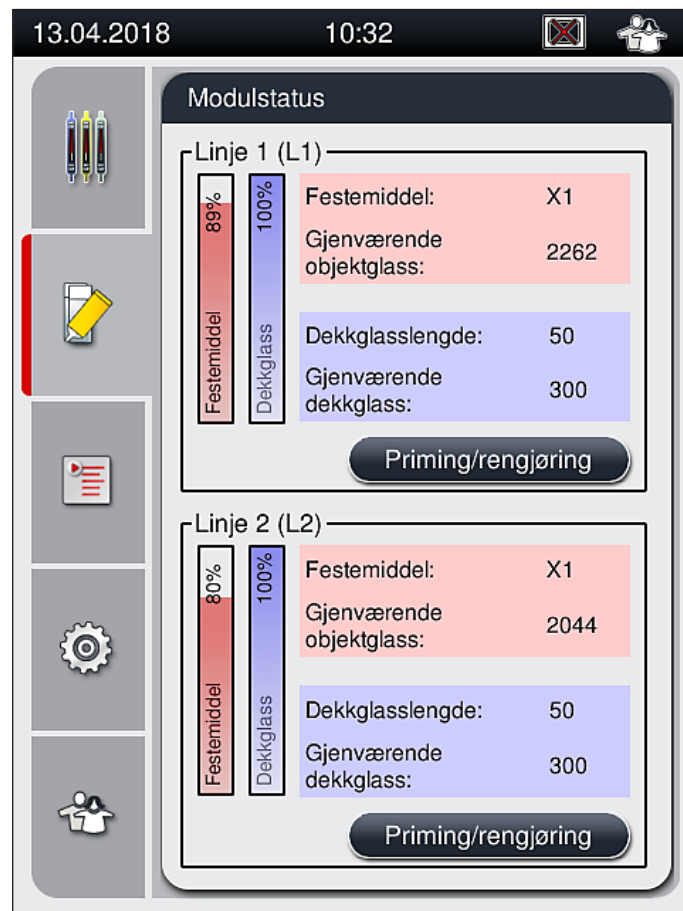 13.04.2018 10:32
Modulstatus
Linje 1 (L1)
89% 100%
Festemiddel Dekkglass
Festemiddel: X1
Gjenværende
objektglass: 2262
Dekkglasslengde: 50
Gjenværende
dekkglass: 300
Priming/rengjøring
Linje 2 (L2)
80% 100%
Festemiddel Dekkglass
Festemiddel: X1
Gjenværende
objektglass: 2044
Dekkglasslengde: 50
Gjenværende
dekkglass: 300
Priming/rengjøring